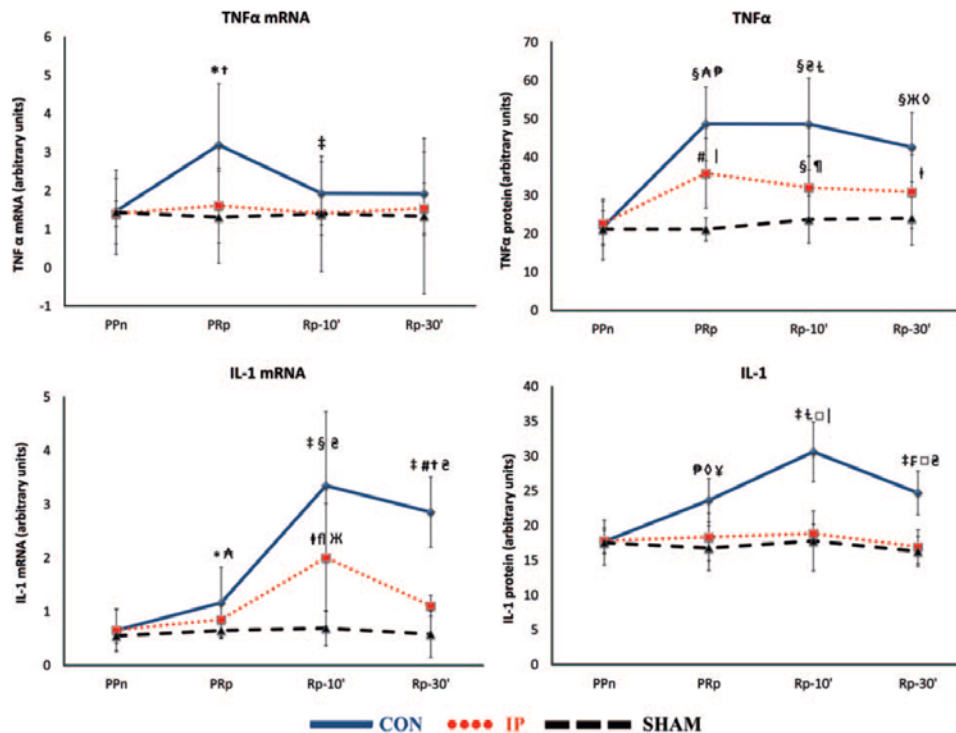 TNFα mRNA
TNF α mRNA (arbitrary units)
6
5
4
3
2
1
0
-1
*†
‡
PPn
PRp
Rp-10'
Rp-30'
TNFα
TNFα protein (arbitrary units)
70
60
50
40
30
20
10
0
§₳₱
§₴Ł
§Ж◊
# |
§ ¶
ƚ
PPn
PRp
Rp-10'
Rp-30'
IL-1 mRNA
IL-1 mRNA (arbitrary units)
5
4
3
2
1
0
*₳
‡ § ₴
‡ #† ₴
ƚfl Ж
PPn
PRp
Rp-10'
Rp-30'
IL-1
IL-1 protein (arbitrary units)
40
35
30
25
20
15
10
5
0
₱◊¥
‡Ł□|
‡ƒ□₴
PPn
PRp
Rp-10'
Rp-30'
CON IP SHAM